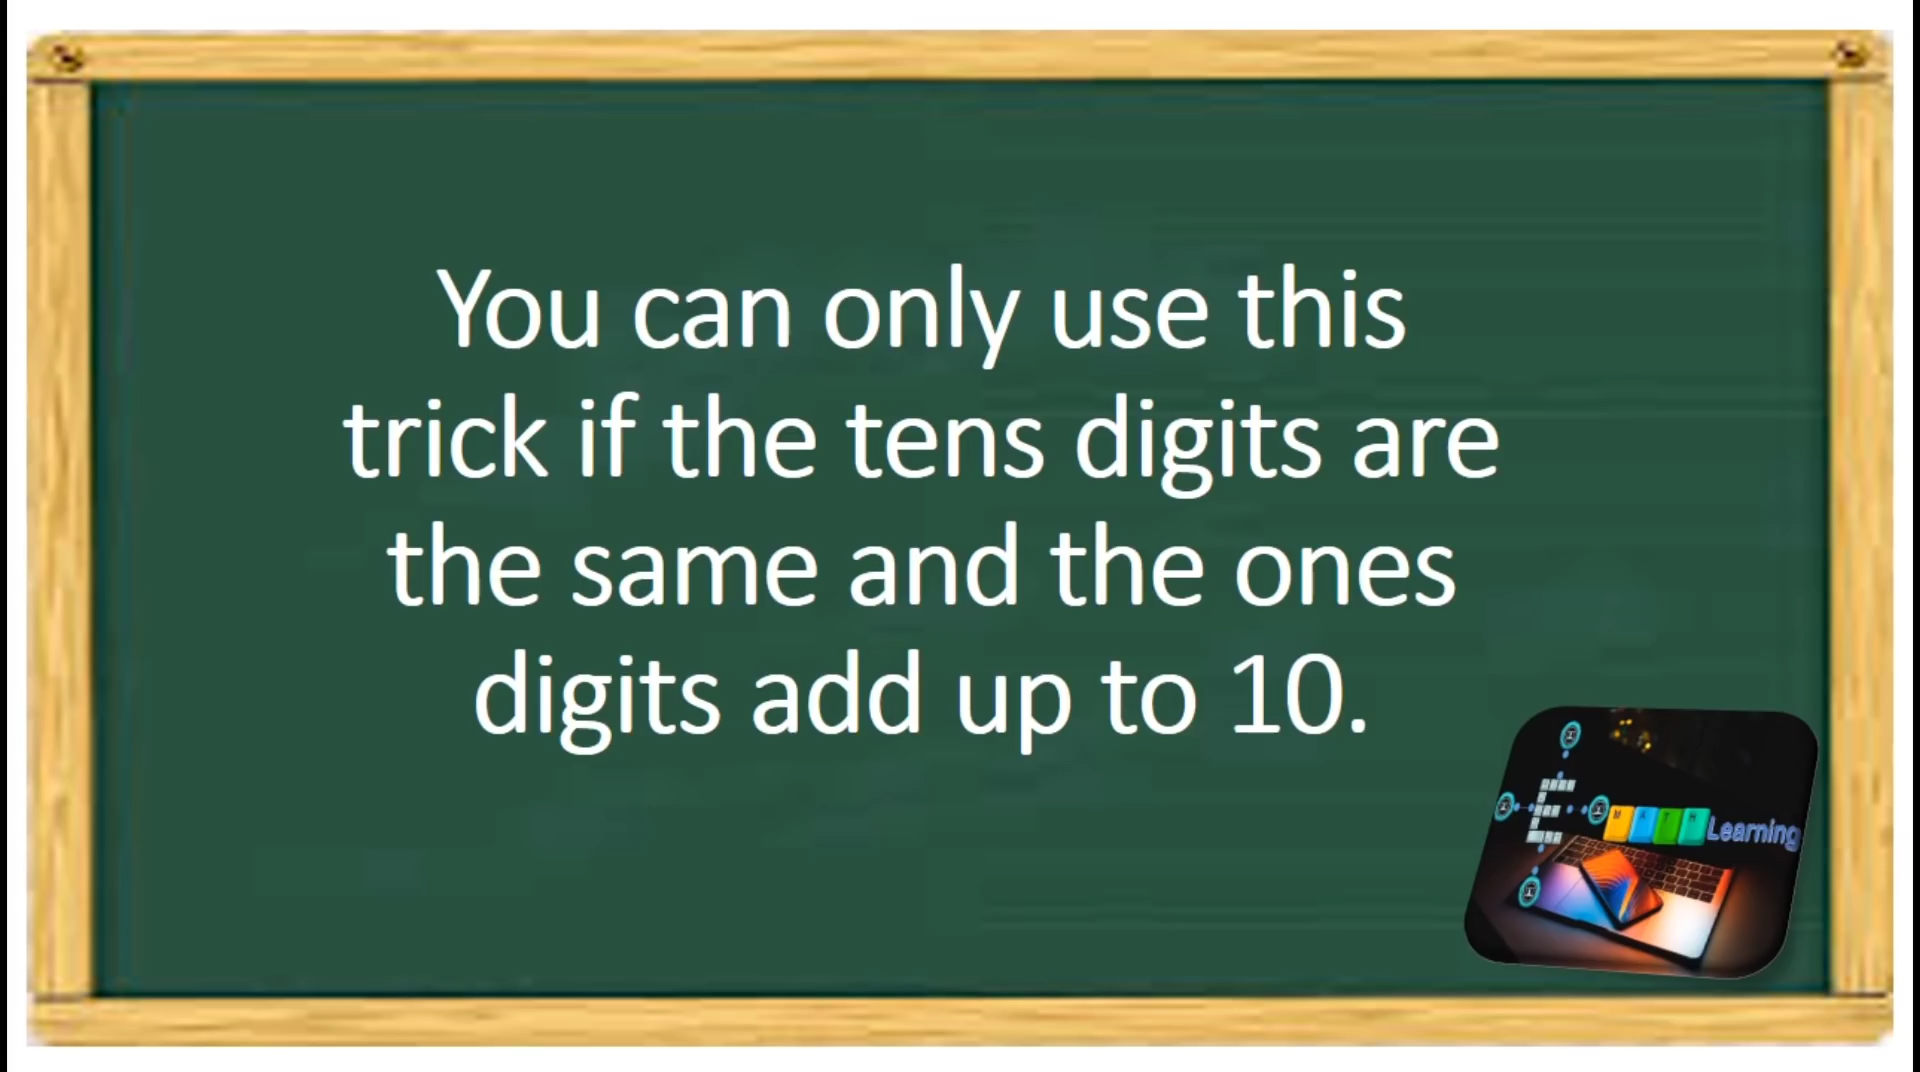 You can only use this
trick if the tens digits are
the same and the ones
digits add up to 10.
E MATH Learning